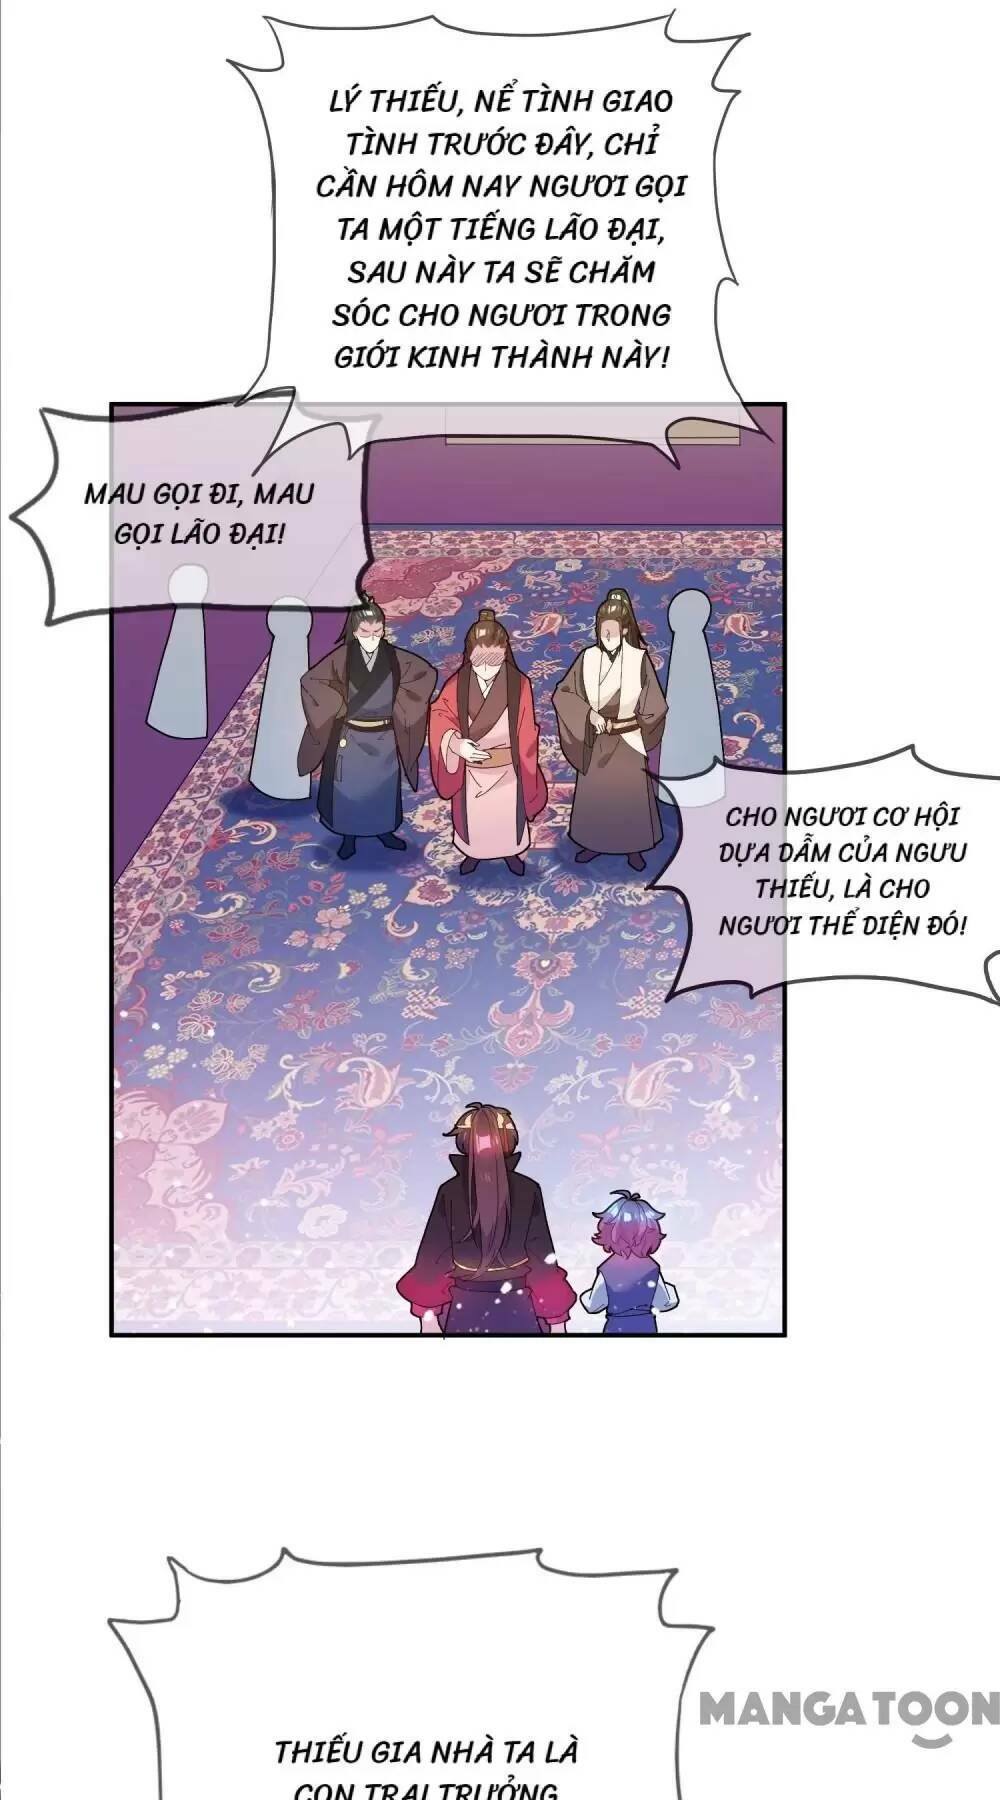 LÝ THIẾU, NỂ TÌNH GIAO
TÌNH TRƯỚC ĐÂY, CHỈ
CẦN HÔM NAY NGƯƠI GỌI
TA MỘT TIẾNG LÃO ĐẠI,
SAU NÀY TA SẼ CHĂM
SÓC CHO NGƯƠI TRONG
GIỚI KINH THÀNH NÀY!
MAU GỌI ĐI, MAU
GỌI LÃO ĐẠI!
CHO NGƯƠI CƠ HỘI
DỰA DẪM CỦA NGƯU
THIẾU, LÀ CHO
NGƯƠI THỂ DIỆN ĐÓ!
MANGATOON
THIẾU GIA NHÀ TA LÀ
CON TRAI TRƯỞNG